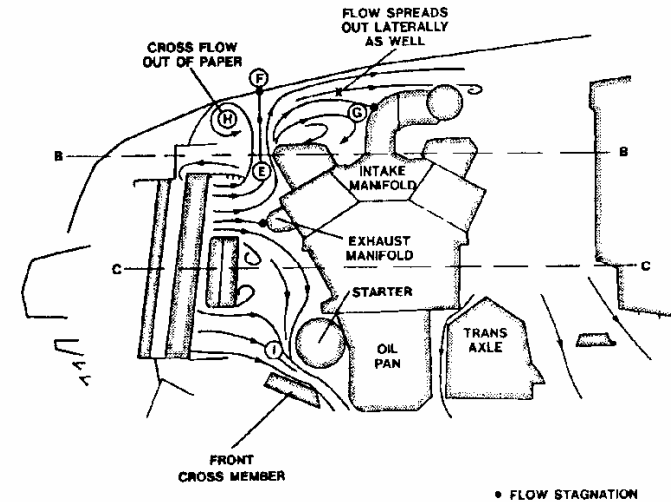 FLOW SPREADS
OUT LATERALLY
AS WELL
CROSS FLOW
OUT OF PAPER
F
H
G
B
B
E
INTAKE
MANIFOLD
EXHAUST
MANIFOLD
C
C
STARTER
I
OIL
PAN
TRANS
AXLE
FRONT
CROSS MEMBER
• FLOW STAGNATION